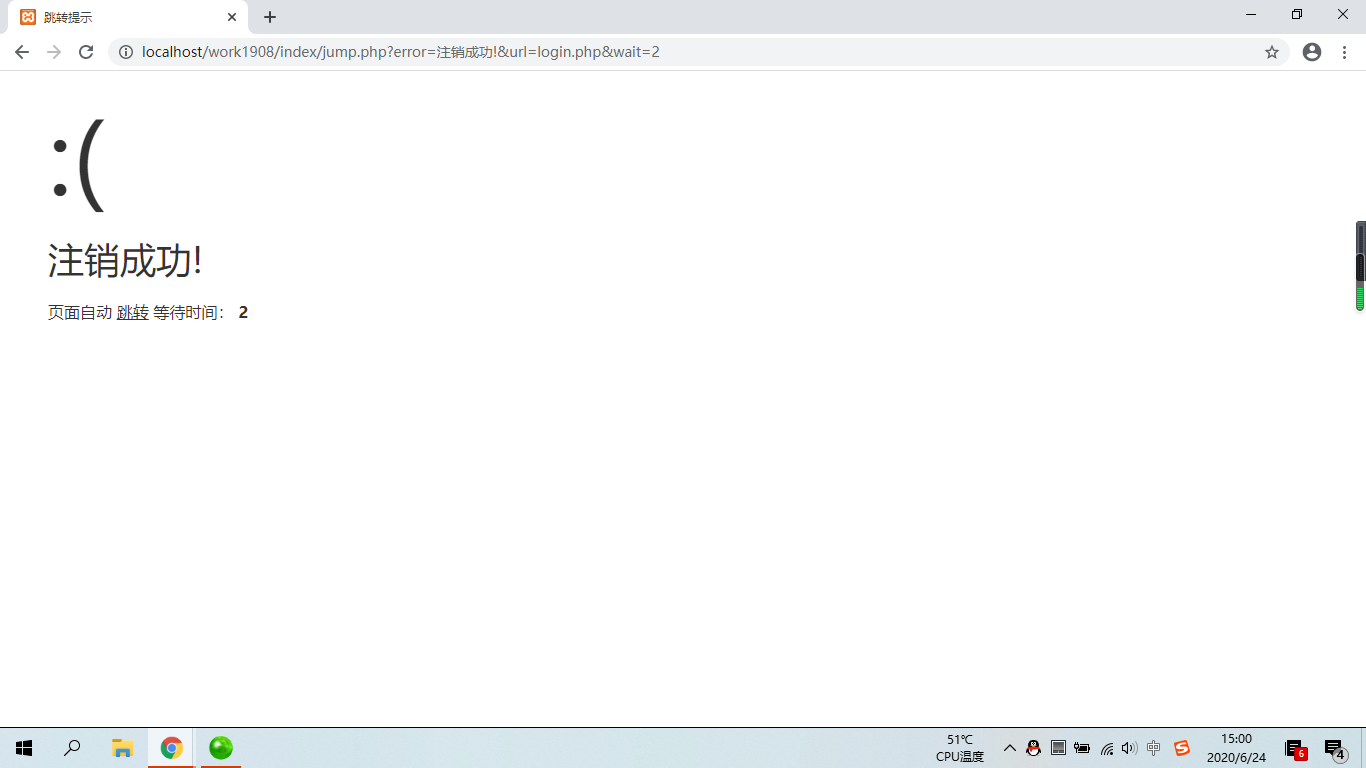 跳转提示
localhost/work1908/index/jump.php?error=注销成功!&url=login.php&wait=2
:(
注销成功!
页面自动 跳转 等待时间： 2
51℃
CPU温度
中
15:00
2020/6/24
6
4